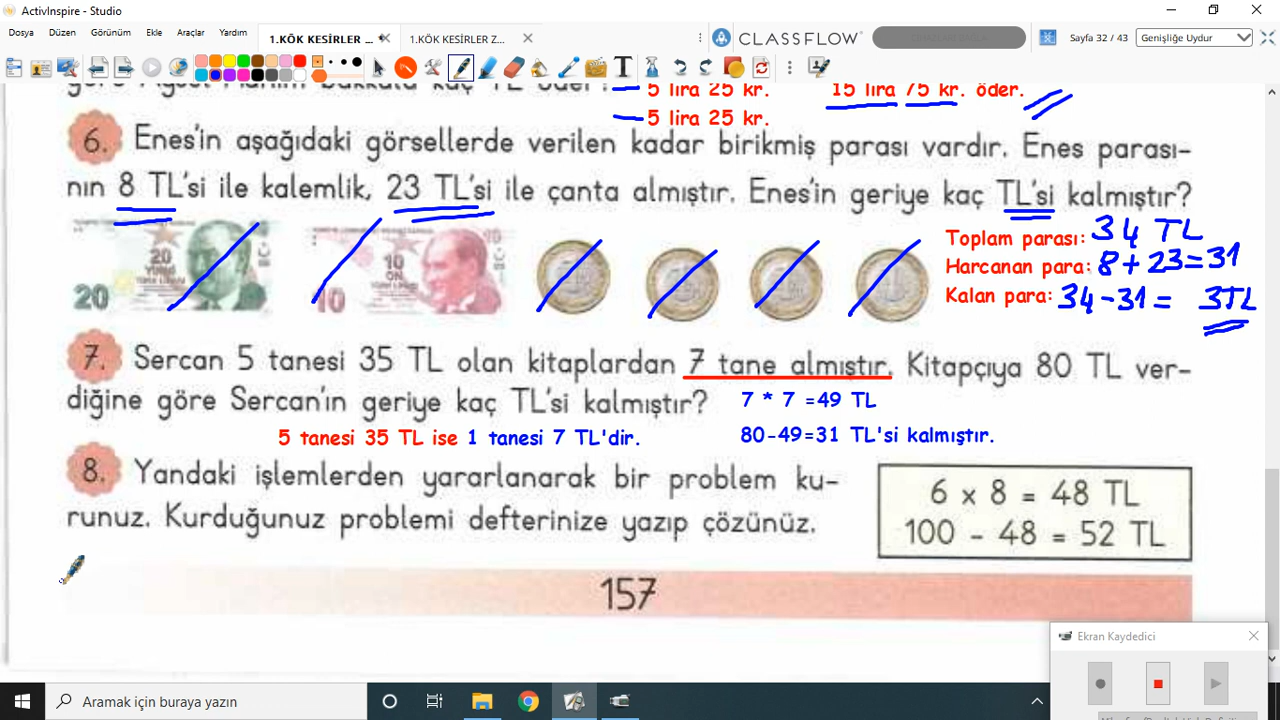 ActivInspire - Studio
Dosya Düzen Görünüm Ekle Araçlar Yardım
1.KÖK KESİRLER ... 1.KÖK KESİRLER Z...
CLASSFLOW
Sayfa 32 / 43 Genişliğe Uydur
5 lira 25 kr. 15 lira 75 kr. öder.
5 lira 25 kr.
6. Enes'in aşağıdaki görsellerde verilen kadar birikmiş parası vardır. Enes parası-
nın 8 TL'si ile kalemlik, 23 TL'si ile çanta almıştır. Enes'in geriye kaç TL'si kalmıştır?
20 YİRMİ 20
10 ON 10
Toplam parası: 34 TL
Harcanan para: 8 + 23 = 31
Kalan para: 34 - 31 = 3TL
7. Sercan 5 tanesi 35 TL olan kitaplardan 7 tane almıştır. Kitapçıya 80 TL ver-
diğine göre Sercan'ın geriye kaç TL'si kalmıştır? 7 * 7 =49 TL
5 tanesi 35 TL ise 1 tanesi 7 TL'dir. 80-49=31 TL'si kalmıştır.
8. Yandaki işlemlerden yararlanarak bir problem ku-
runuz. Kurduğunuz problemi defterinize yazıp çözünüz.
6 x 8 = 48 TL
100 - 48 = 52 TL
157
Ekran Kaydedici
Aramak için buraya yazın